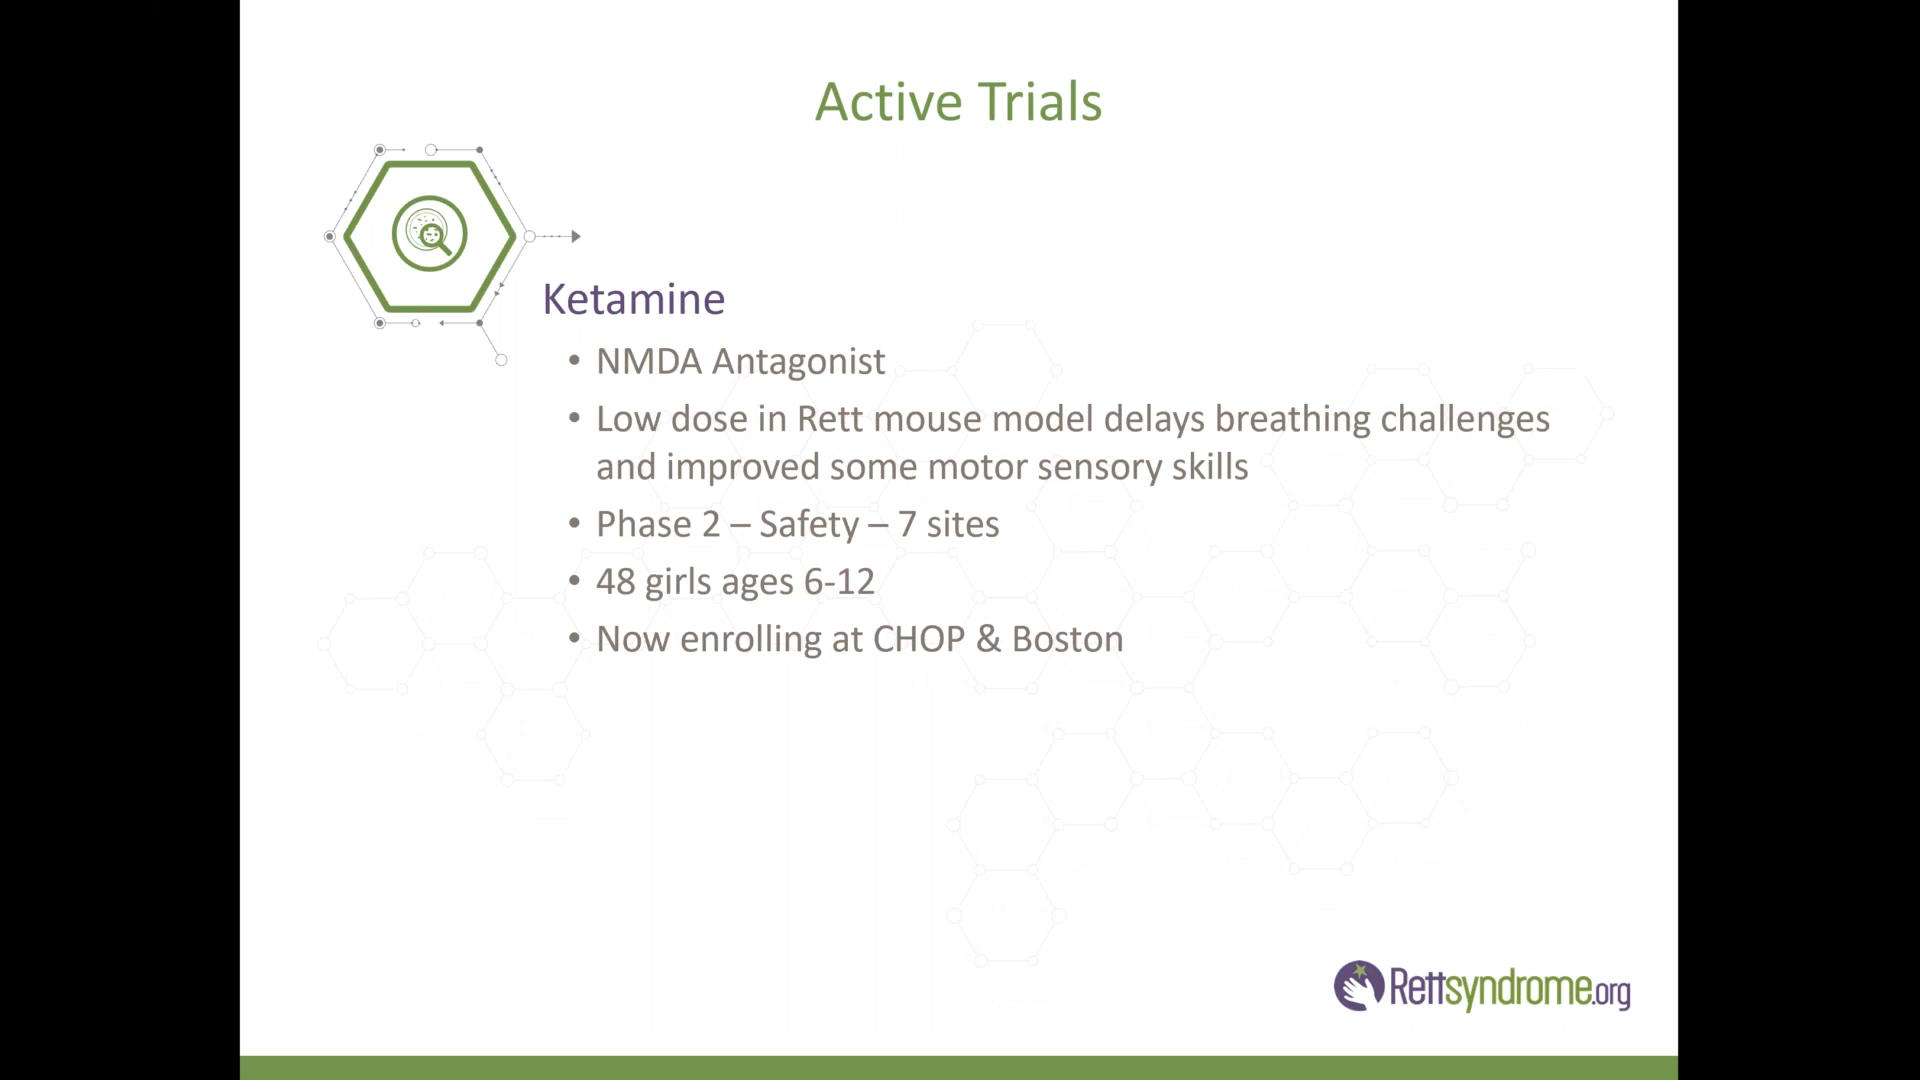 Active Trials
Ketamine
• NMDA Antagonist
• Low dose in Rett mouse model delays breathing challenges
and improved some motor sensory skills
• Phase 2 – Safety – 7 sites
• 48 girls ages 6-12
• Now enrolling at CHOP & Boston
Rettsyndrome.org